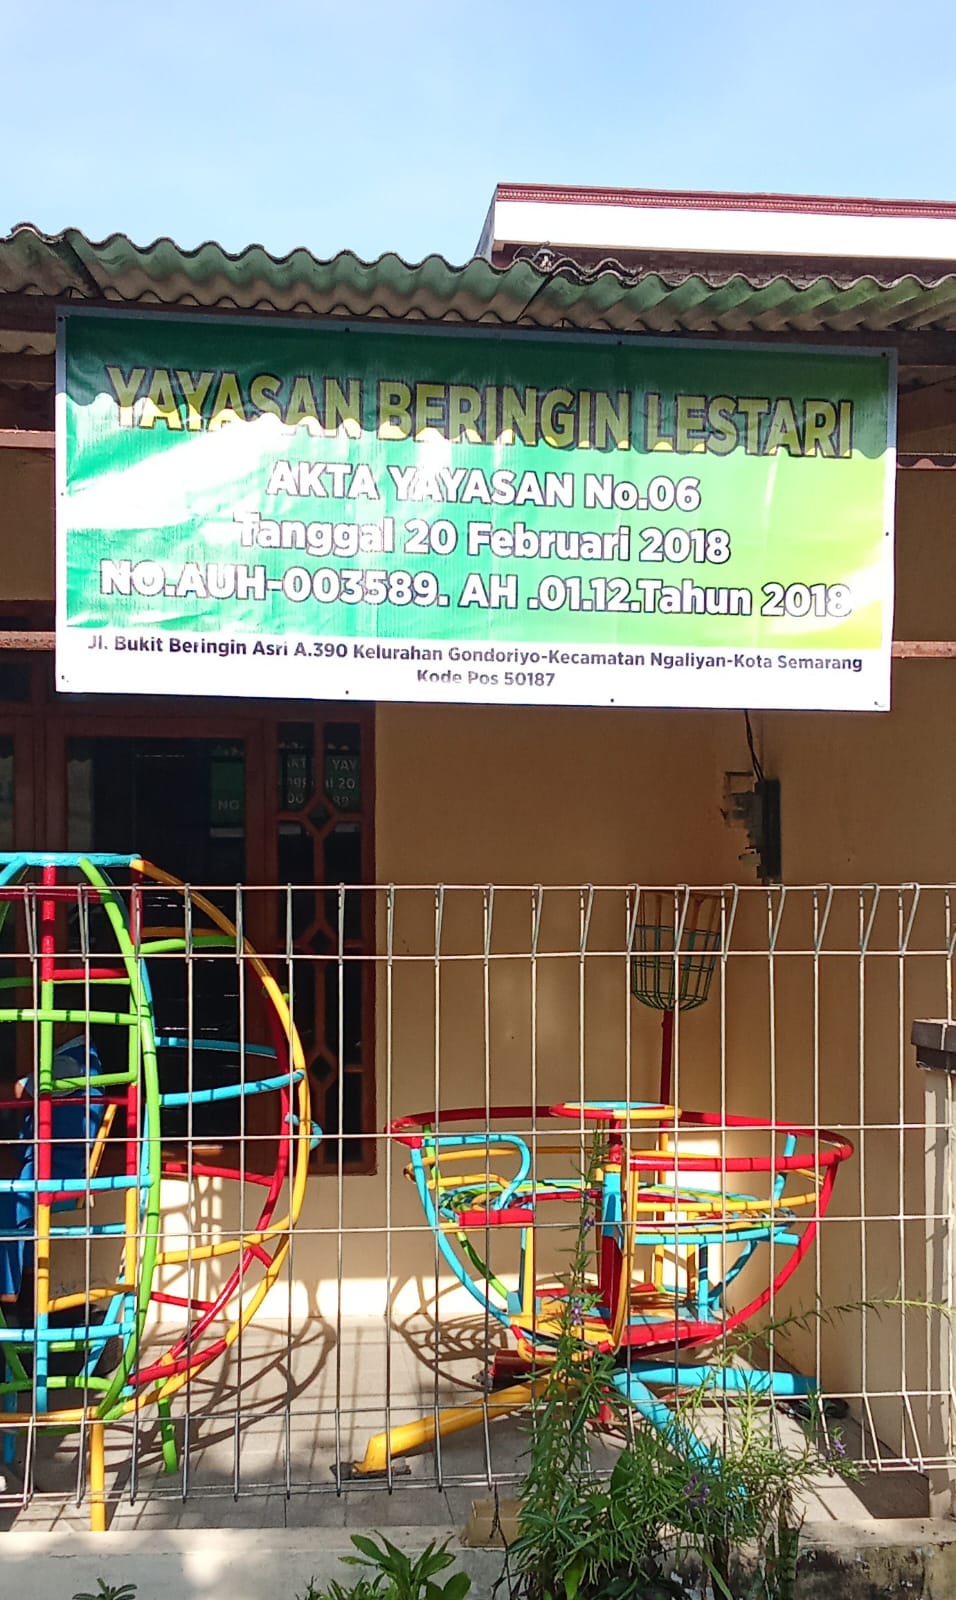 YAYASAN BERINGIN LESTARI
AKTA YAYASAN No.06
Tanggal 20 Februari 2018
NO.AUH-003589. AH .01.12.Tahun 2018
Jl. Bukit Beringin Asri A.390 Kelurahan Gondoriyo-Kecamatan Ngaliyan-Kota Semarang
Kode Pos 50187